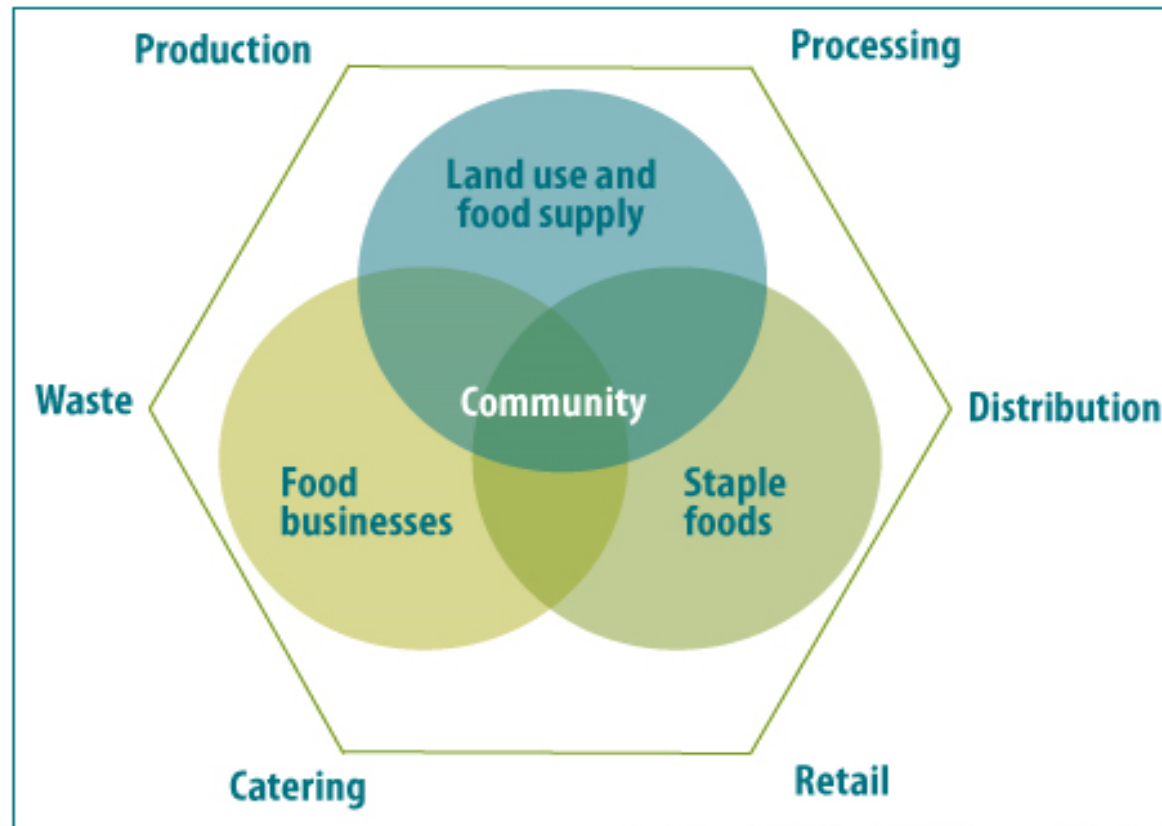 Production
Processing
Land use and
food supply
Waste
Community
Distribution
Food
businesses
Staple
foods
Catering
Retail